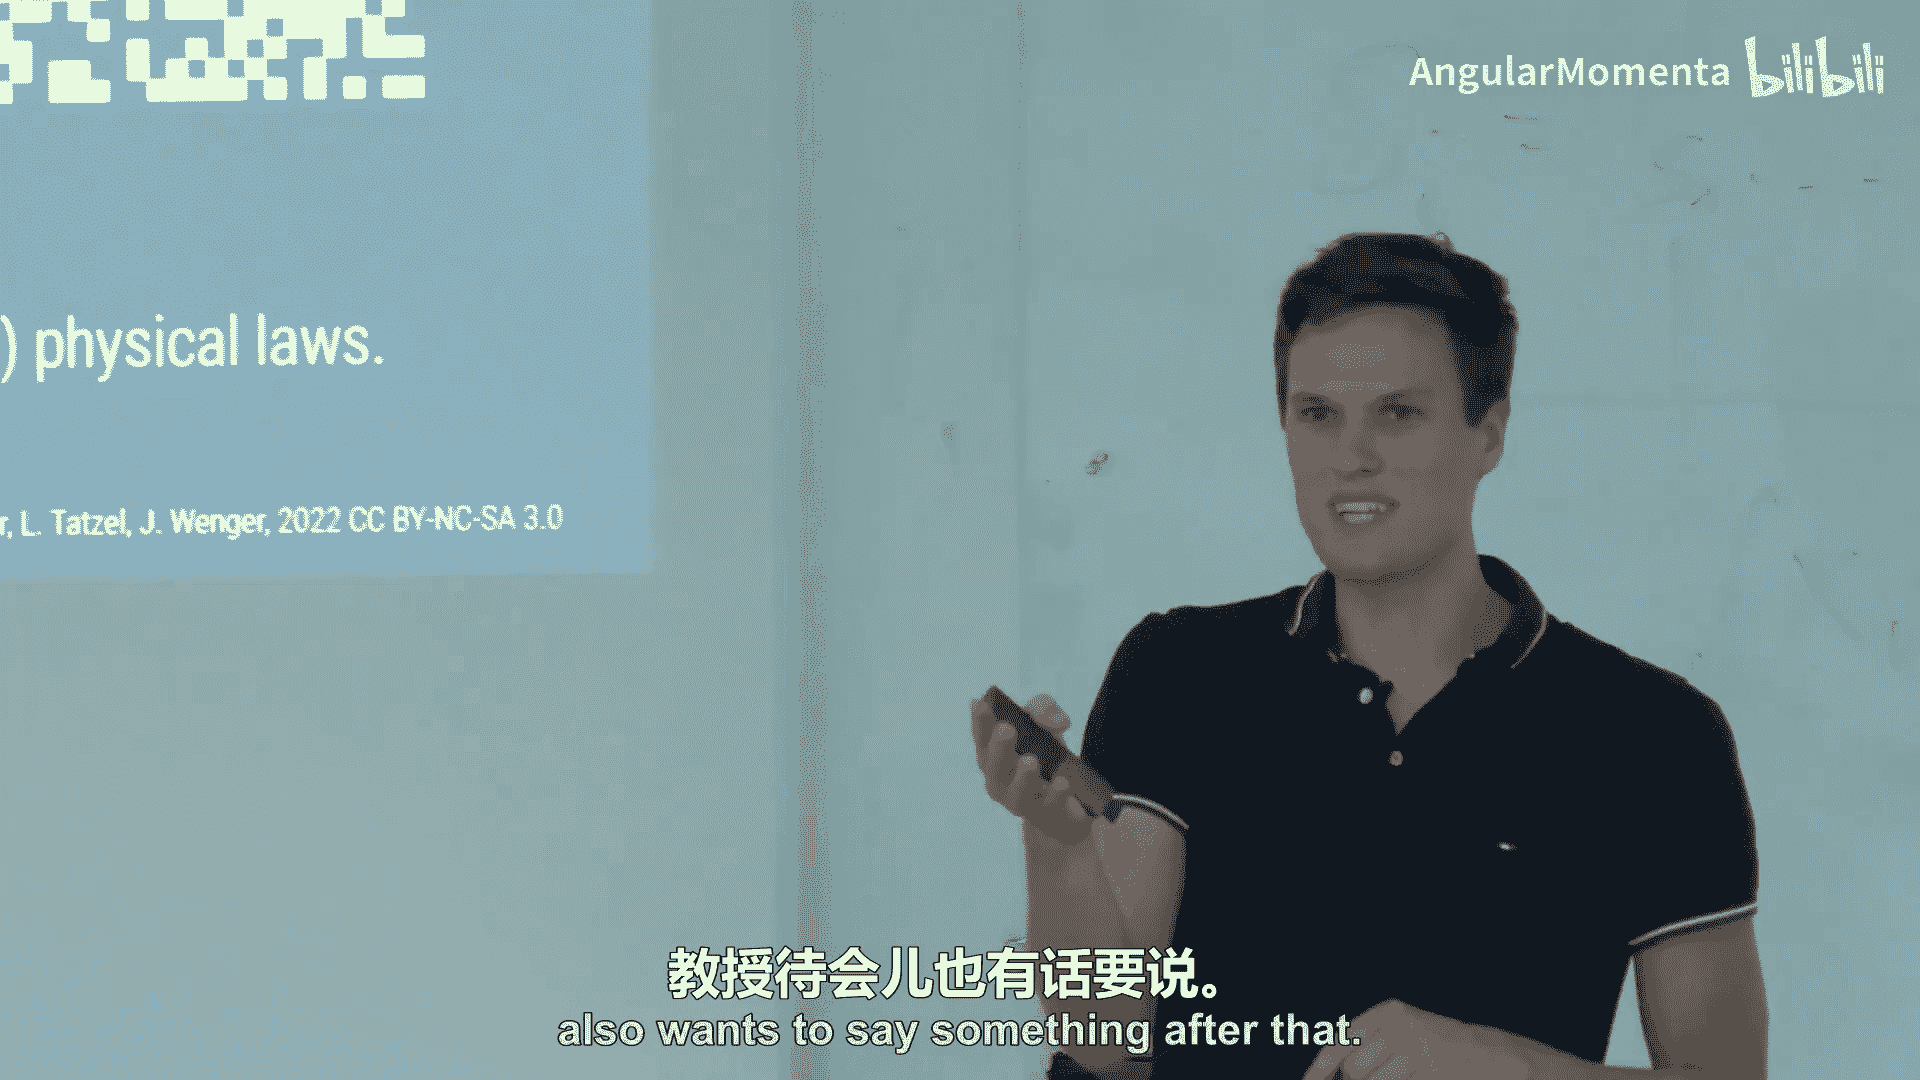 AngularMomenta bilibili
) physical laws.
r, L. Tatzel, J. Wenger, 2022 CC BY-NC-SA 3.0
教授待会儿也有话要说。
also wants to say something after that.